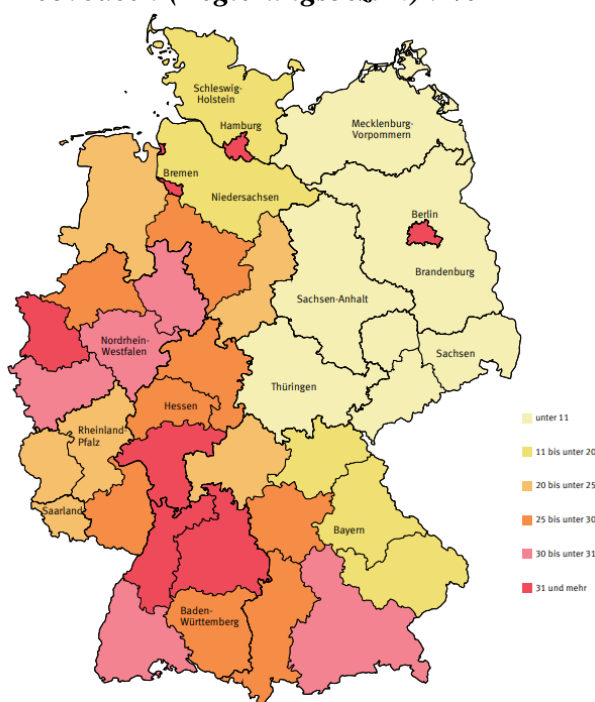 Schleswig-
Holstein
Hamburg
Mecklenburg-
Vorpommern
Bremen
Niedersachsen
Berlin
Brandenburg
Sachsen-Anhalt
Nordrhein-
Westfalen
Sachsen
Thüringen
Hessen
Rheinland-
Pfalz
Saarland
Bayern
Baden-
Württemberg
unter 11
11 bis unter 20
20 bis unter 25
25 bis unter 30
30 bis unter 31
31 und mehr